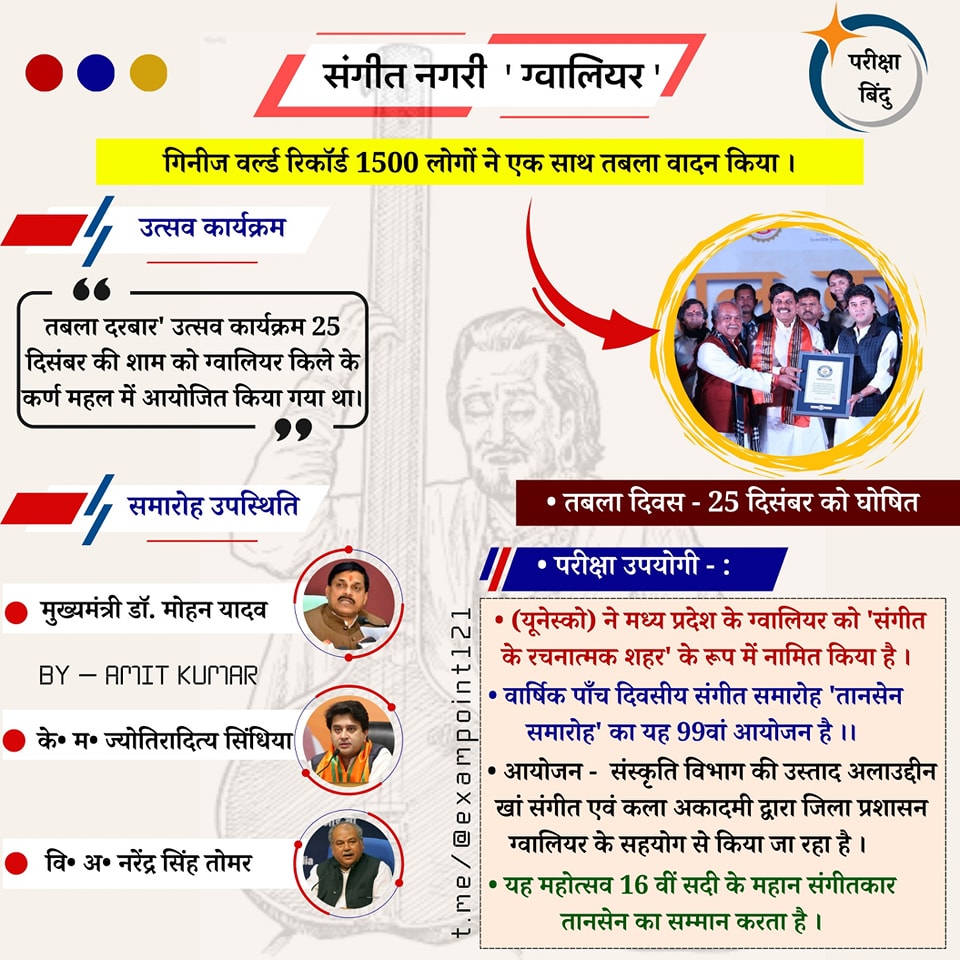 संगीत नगरी ' ग्वालियर '
परीक्षा
बिंदु
गिनीज वर्ल्ड रिकॉर्ड 1500 लोगों ने एक साथ तबला वादन किया ।
उत्सव कार्यक्रम
तबला दरबार' उत्सव कार्यक्रम 25
दिसंबर की शाम को ग्वालियर किले के
कर्ण महल में आयोजित किया गया था।
समारोह उपस्थिति
मुख्यमंत्री डॉ. मोहन यादव
BY – AMIT KUMAR
के• म• ज्योतिरादित्य सिंधिया
वि• अ• नरेंद्र सिंह तोमर
t.me/@exampoint121
• तबला दिवस - 25 दिसंबर को घोषित
• परीक्षा उपयोगी - :
• (यूनेस्को) ने मध्य प्रदेश के ग्वालियर को 'संगीत
के रचनात्मक शहर' के रूप में नामित किया है ।
• वार्षिक पाँच दिवसीय संगीत समारोह 'तानसेन
समारोह' का यह 99वां आयोजन है ।।
• आयोजन - संस्कृति विभाग की उस्ताद अलाउद्दीन
खां संगीत एवं कला अकादमी द्वारा जिला प्रशासन
ग्वालियर के सहयोग से किया जा रहा है ।
• यह महोत्सव 16 वीं सदी के महान संगीतकार
तानसेन का सम्मान करता है ।